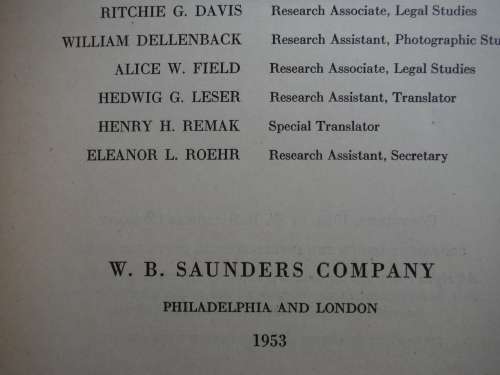 RITCHIE G. DAVIS Research Associate, Legal Studies
WILLIAM DELLENBACK Research Assistant, Photographic Stu
ALICE W. FIELD Research Associate, Legal Studies
HEDWIG G. LESER Research Assistant, Translator
HENRY H. REMAK Special Translator
ELEANOR L. ROEHR Research Assistant, Secretary
W. B. SAUNDERS COMPANY
PHILADELPHIA AND LONDON
1953